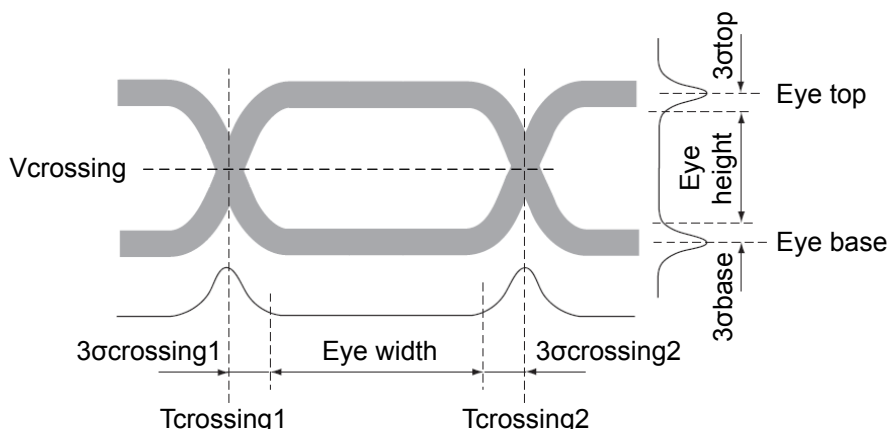 3σtop
Eye top
Vcrossing
Eye
height
Eye base
3σbase
3σcrossing1
Eye width
3σcrossing2
Tcrossing1
Tcrossing2